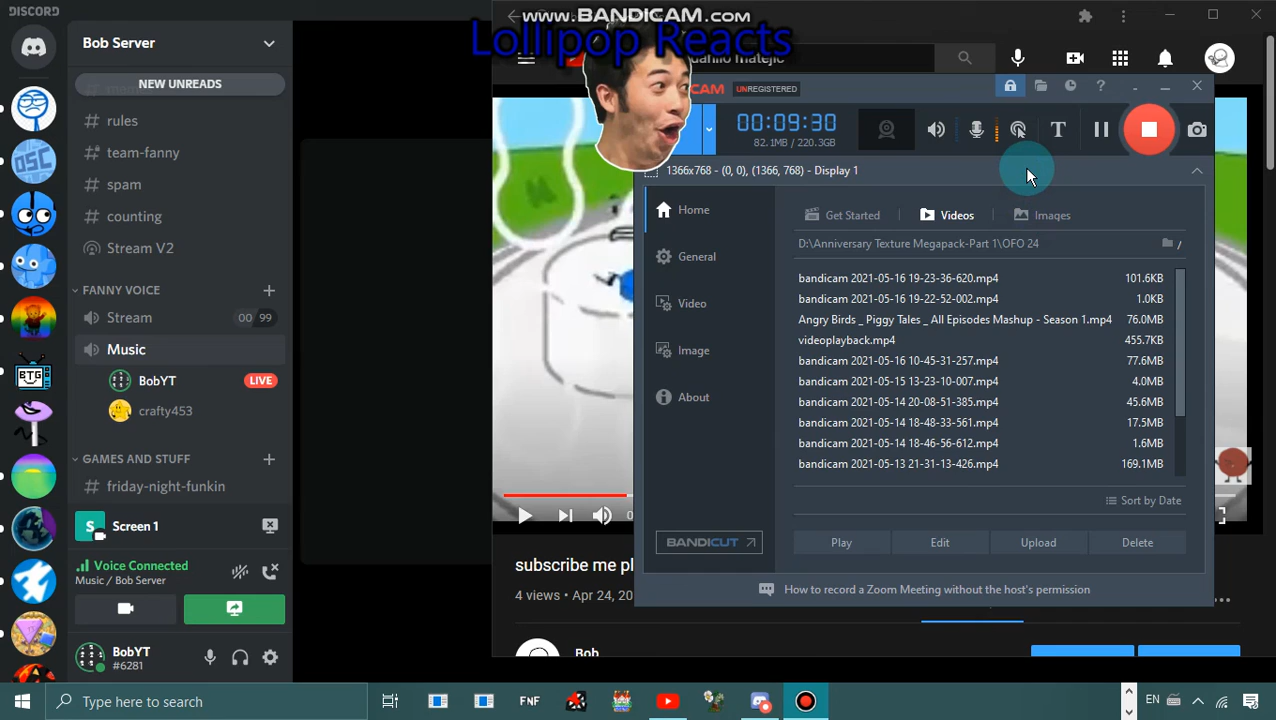 DISCORD
Bob Server
NEW UNREADS
rules
team-fanny
spam
counting
Stream V2
FANNY VOICE
Stream
00 99
Music
BobYT
LIVE
crafty453
GAMES AND STUFF
friday-night-funkin
S
Screen 1
Voice Connected
Music / Bob Server
BobYT
#6281
BTG
www.BANDICAM.com
Lollipop Reacts
danilo matejic
CAM
UNREGISTERED
00:09:30
82.1MB / 220.3GB
1366x768 - (0, 0), (1366, 768) - Display 1
Home
General
Video
Image
About
BANDICUT
Get Started
Videos
Images
D:\Anniversary Texture Megapack-Part 1\OFO 24
bandicam 2021-05-16 19-23-36-620.mp4 101.6KB
bandicam 2021-05-16 19-22-52-002.mp4 1.0KB
Angry Birds _ Piggy Tales _ All Episodes Mashup - Season 1.mp4 76.0MB
videoplayback.mp4 455.7KB
bandicam 2021-05-16 10-45-31-257.mp4 77.6MB
bandicam 2021-05-15 13-23-10-007.mp4 4.0MB
bandicam 2021-05-14 20-08-51-385.mp4 45.6MB
bandicam 2021-05-14 18-48-33-561.mp4 17.5MB
bandicam 2021-05-14 18-46-56-612.mp4 1.6MB
bandicam 2021-05-13 21-31-13-426.mp4 169.1MB
Sort by Date
Play
Edit
Upload
Delete
How to record a Zoom Meeting without the host's permission
subscribe me pl
4 views • Apr 24, 20
Bob
Type here to search
FNF
EN